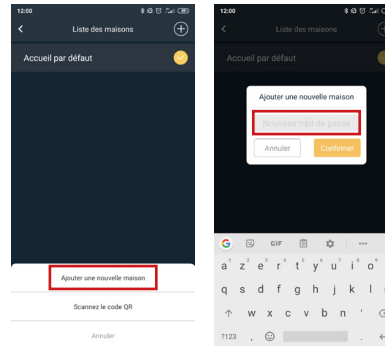 12:00
Liste des maisons
Accueil par défaut
Ajouter une nouvelle maison
Scannez le code QR
Annuler
12:00
Liste des maisons
Accueil par défaut
Ajouter une nouvelle maison
Nouveau mot de passe
Annuler
Confirmer
GIF
a z e r t y u i o
q s d f g h j k l
w x c v b n '
?123 , .